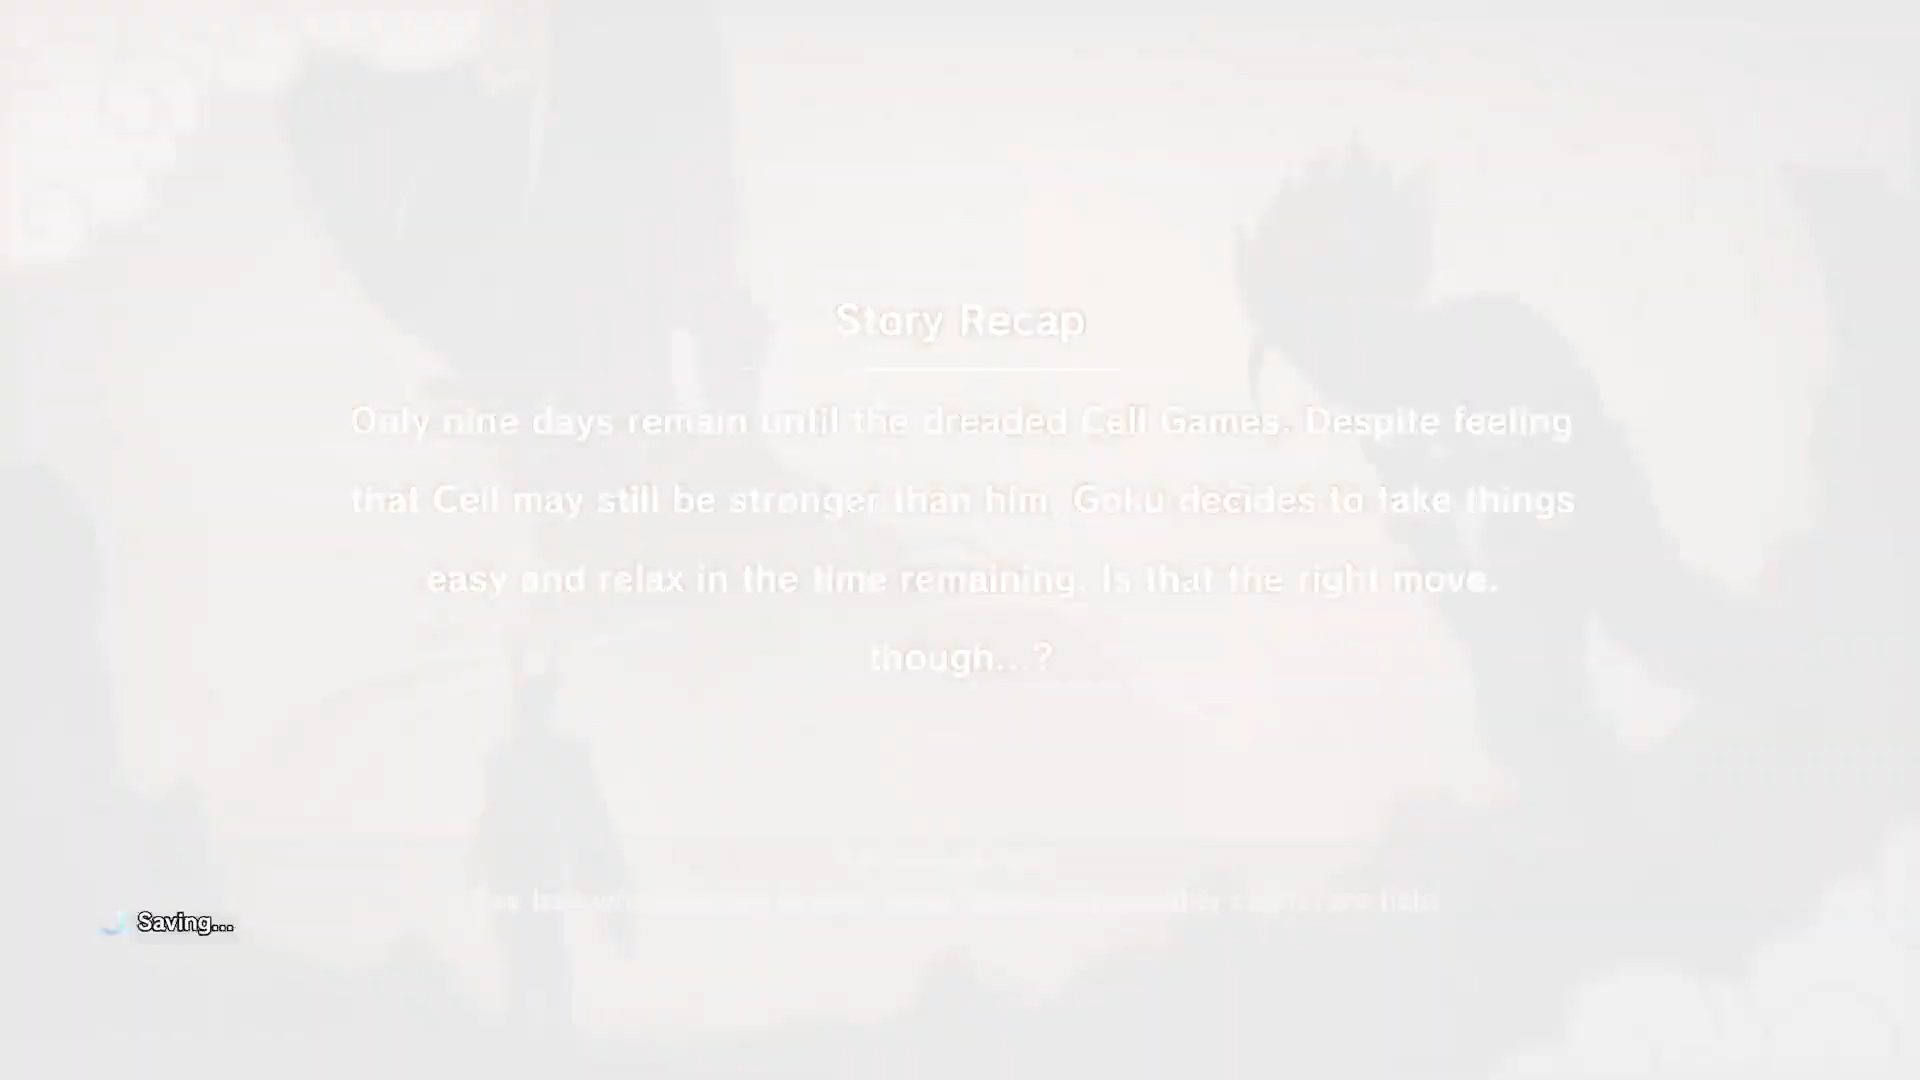 Story Recap
Only nine days remain until the dreaded Cell Games. Despite feeling
that Cell may still be stronger than him, Goku decides to take things
easy and relax in the time remaining. Is that the right move,
though...?
Saving...